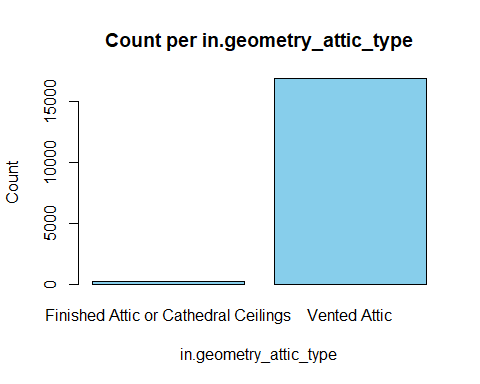 Count per in.geometry_attic_type
Count
15000
10000
5000
0
Finished Attic or Cathedral Ceilings
Vented Attic
in.geometry_attic_type